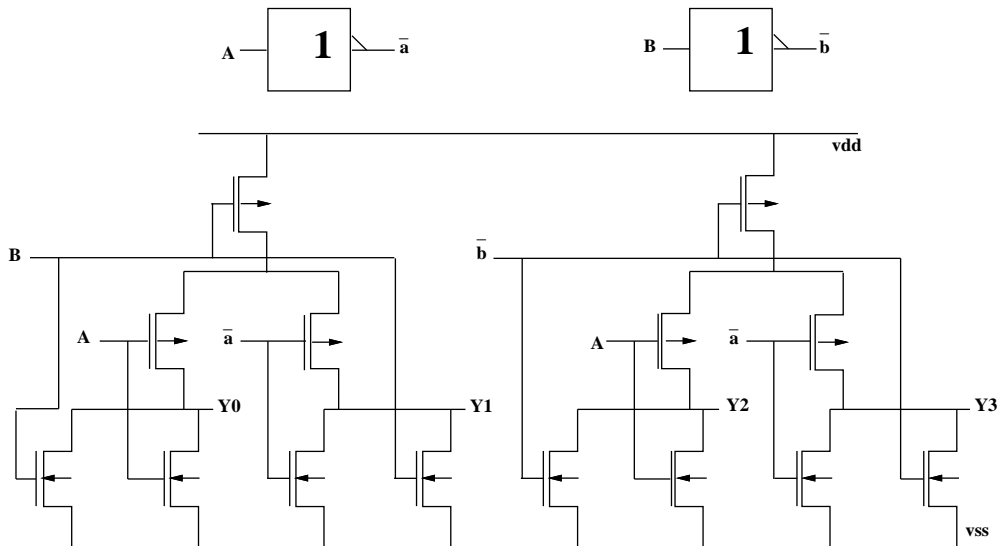 A 1 a̅ B 1 b̅
vdd
B b̅
A a̅ A a̅
Y0 Y1 Y2 Y3
vss